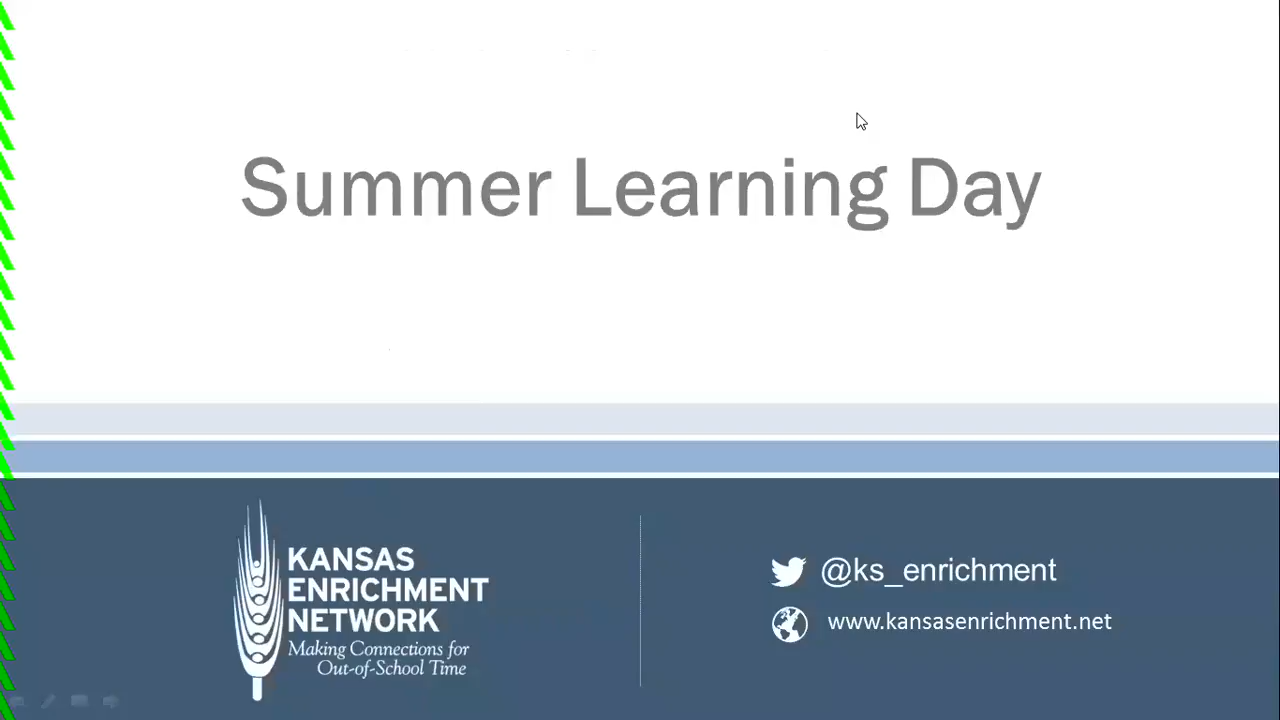 Summer Learning Day
KANSAS
ENRICHMENT
NETWORK
Making Connections for
Out-of-School Time
@ks_enrichment
www.kansasenrichment.net